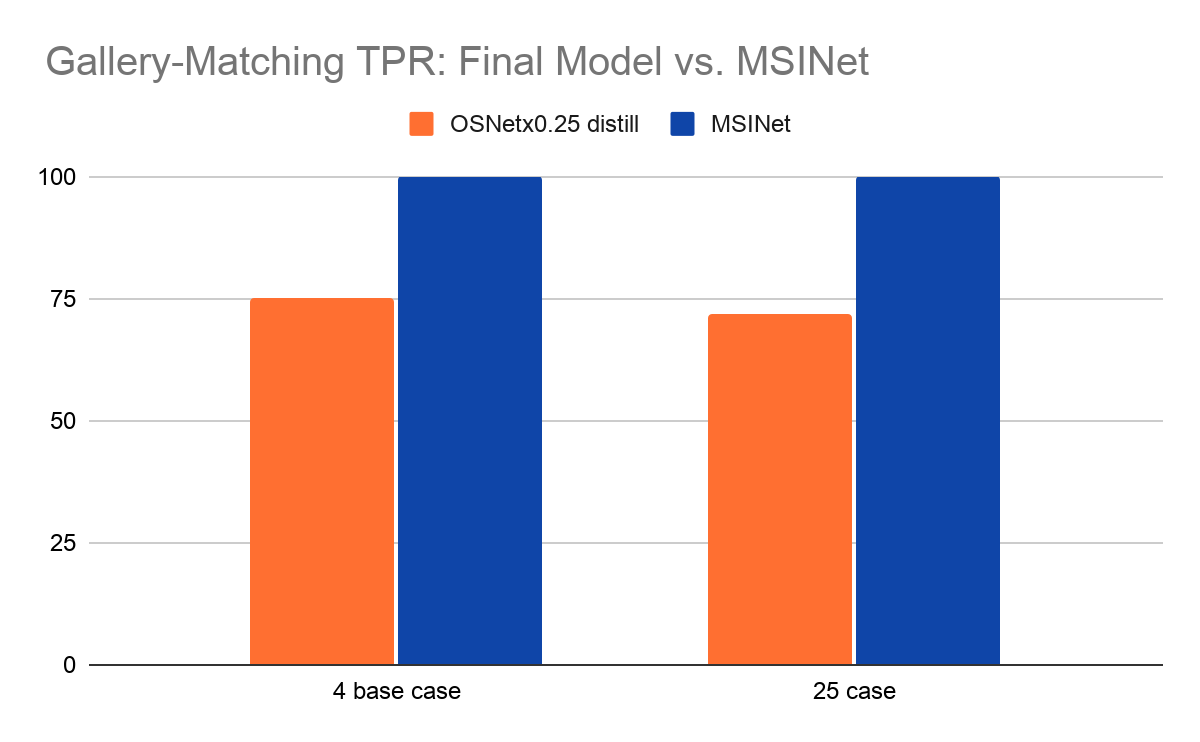 Gallery-Matching TPR: Final Model vs. MSINet
OSNetx0.25 distill MSINet
100
75
50
25
0
4 base case 25 case